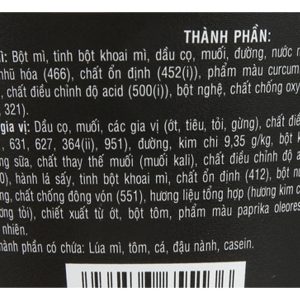 THÀNH PHẦN:
ì: Bột mì, tinh bột khoai mì, dầu cọ, muối, đường, nước m
nhũ hóa (466), chất ổn định (452(i)), phẩm màu curcum
, chất điều chỉnh độ acid (500(i)), bột nghệ, chất chống oxy
, 321).
gia vị: Dầu cọ, muối, các gia vị (ớt, tiêu, tỏi, gừng), chất điề
, 631, 627, 364(ii), 951), đường, kim chi 9,35 g/kg, bột k
ng sữa, chất thay thế muối (muối kali), chất điều chỉnh độ a
), hành lá sấy, tinh bột khoai mì, chất ổn định (412), bột nư
g, chất chống đông vón (551), hương liệu tổng hợp (hương kim c
ơng tỏi), chiết xuất từ ớt, bột tôm, phẩm màu paprika oleores
nhiên.
hành phần có chứa: Lúa mì, tôm, cá, đậu nành, casein.